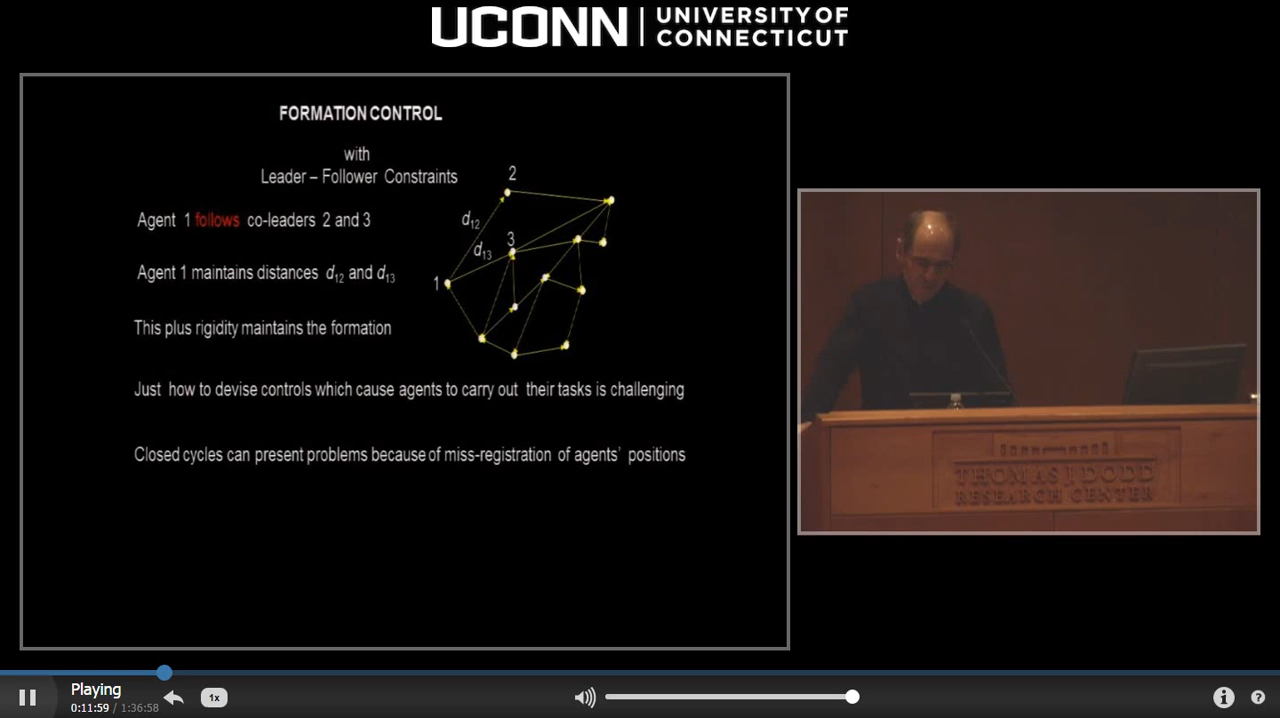 UCONN | UNIVERSITY OF
CONNECTICUT
FORMATION CONTROL
with
Leader – Follower Constraints
Agent 1 follows co-leaders 2 and 3
Agent 1 maintains distances d12 and d13
This plus rigidity maintains the formation
Just how to devise controls which cause agents to carry out their tasks is challenging
Closed cycles can present problems because of miss-registration of agents' positions
2
d12
3
d13
1
THOMAS J DODD
RESEARCH CENTER
Playing
0:11:59 / 1:36:58
1x
i
?